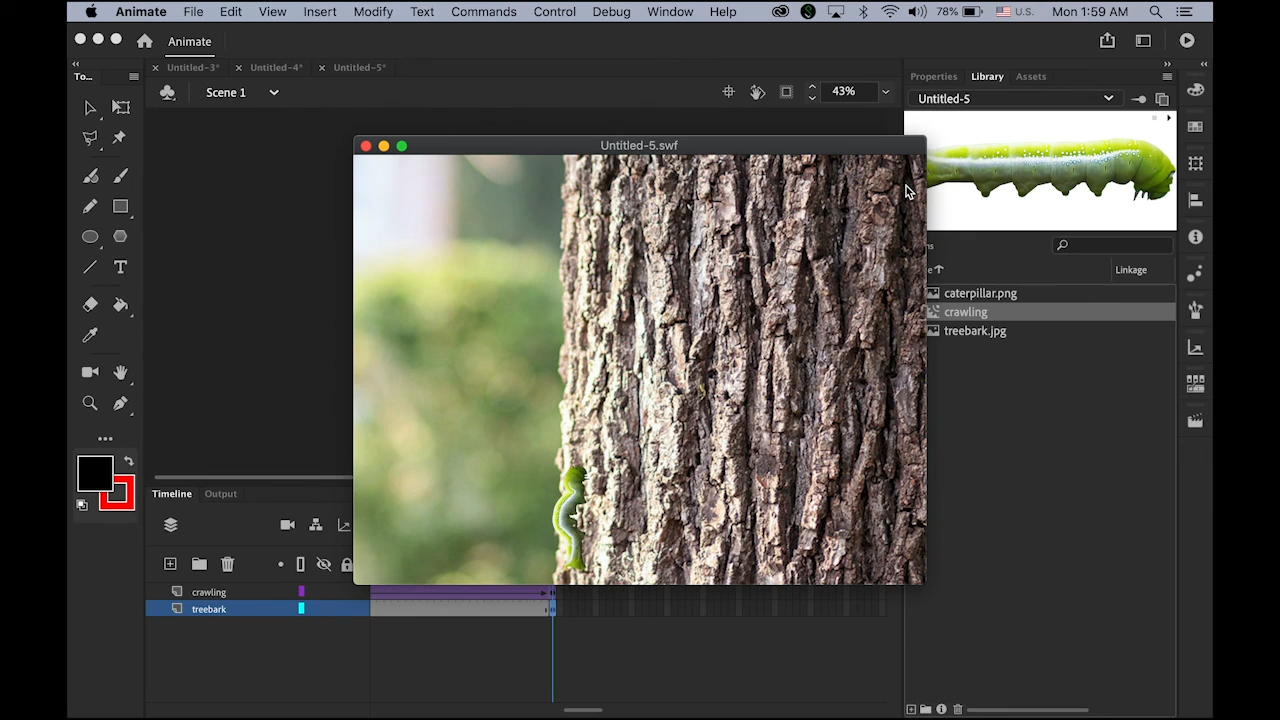 Animate File Edit View Insert Modify Text Commands Control Debug Window Help 78% U.S. Mon 1:59 AM
Animate
To...
Untitled-3* Untitled-4* Untitled-5*
Properties Library Assets
Scene 1 43%
Untitled-5
Untitled-5.swf
Linkage
caterpillar.png
crawling
treebark.jpg
Timeline Output
crawling
treebark